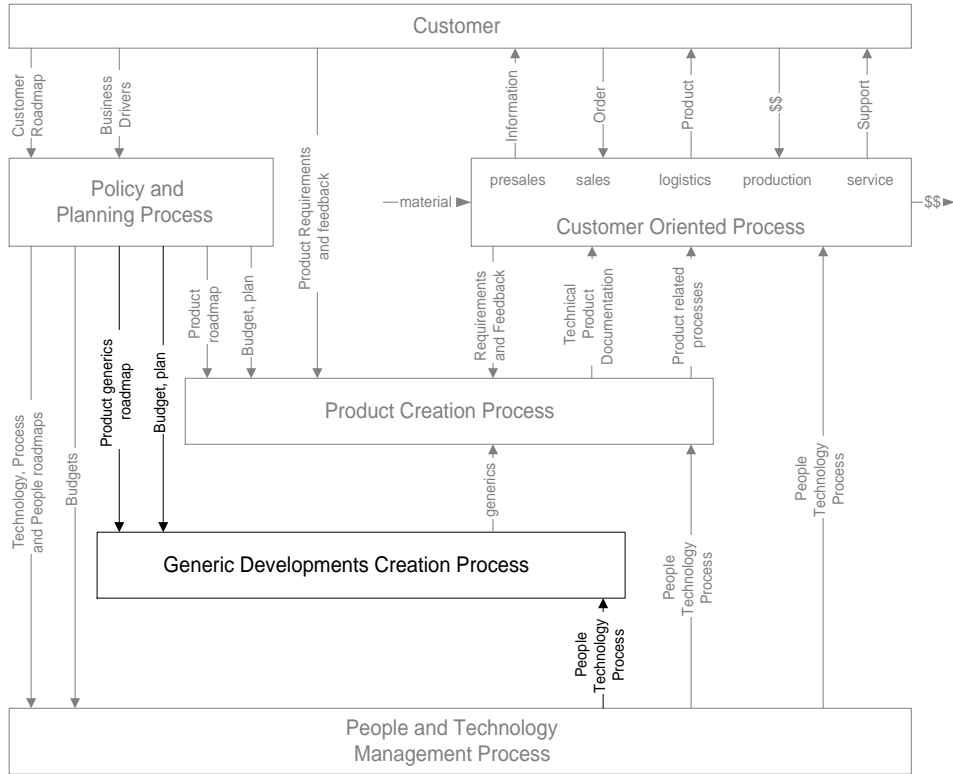 Customer
Customer
Roadmap
Business
Drivers
Product Requirements
and feedback
Information
Order
Product
$$
Support
Policy and
Planning Process
material
presales
sales
logistics
production
service
Customer Oriented Process
$$
Technology, Process
and People roadmaps
Budgets
Product generics
roadmap
Budget, plan
Product
roadmap
Budget, plan
Requirements
and Feedback
Technical
Product
Documentation
Product related
processes
Product Creation Process
generics
People
Technology
Process
People
Technology
Process
Generic Developments Creation Process
People
Technology
Process
People and Technology
Management Process